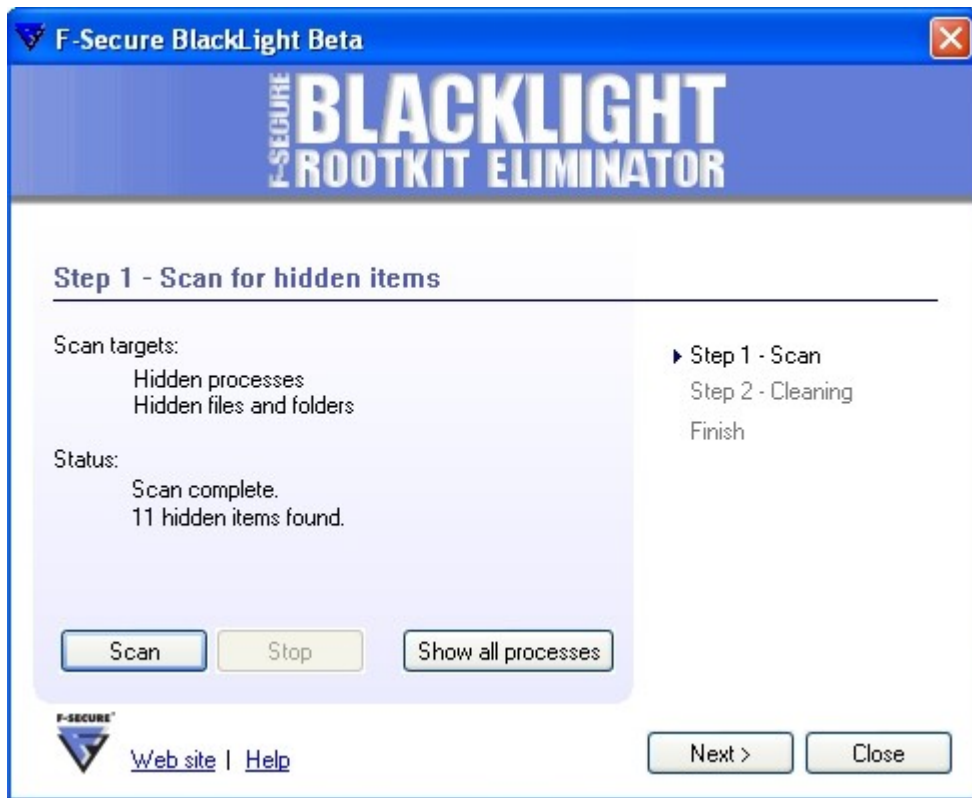 F-Secure BlackLight Beta
F-SECURE
BLACKLIGHT
ROOTKIT ELIMINATOR
Step 1 - Scan for hidden items
Scan targets:
Hidden processes
Hidden files and folders
Status:
Scan complete.
11 hidden items found.
Scan
Stop
Show all processes
Step 1 - Scan
Step 2 - Cleaning
Finish
F-SECURE®
Web site | Help
Next >
Close